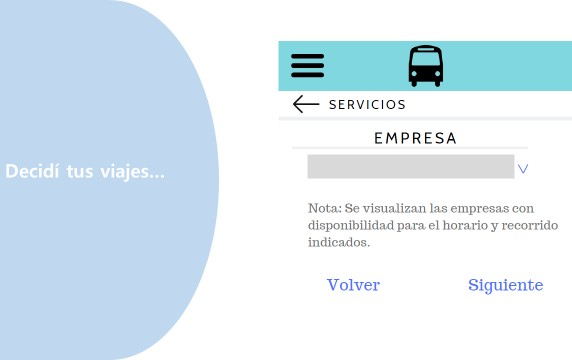 Decidí tus viajes...
SERVICIOS
EMPRESA
Nota: Se visualizan las empresas con
disponibilidad para el horario y recorrido
indicados.
Volver
Siguiente